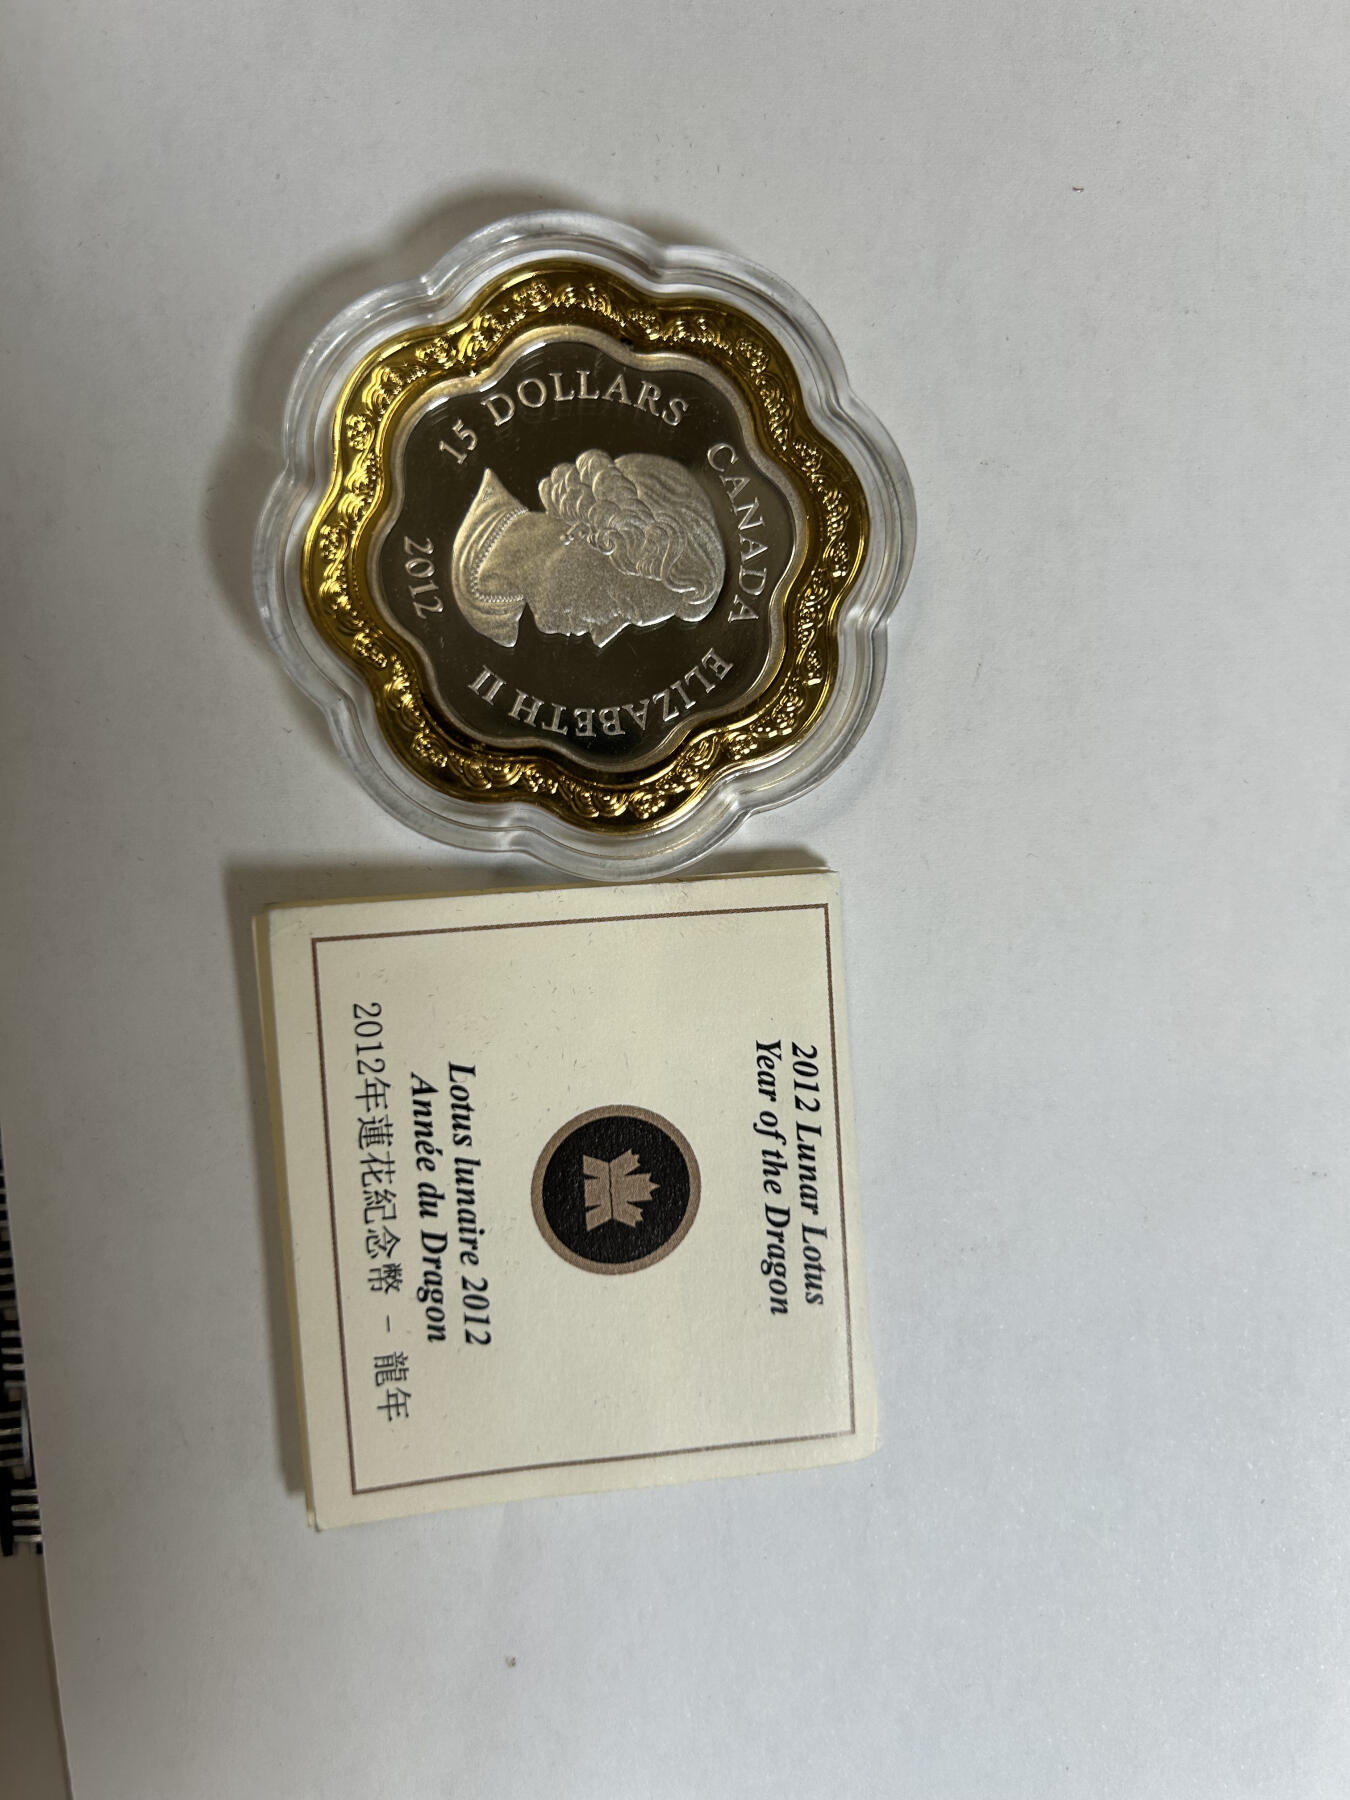 15 DOLLARS CANADA ELIZABETH II
2012
2012 Lunar Lotus
Year of the Dragon
Lotus lunaire 2012
Année du Dragon
2012年蓮花紀念幣 - 龍年